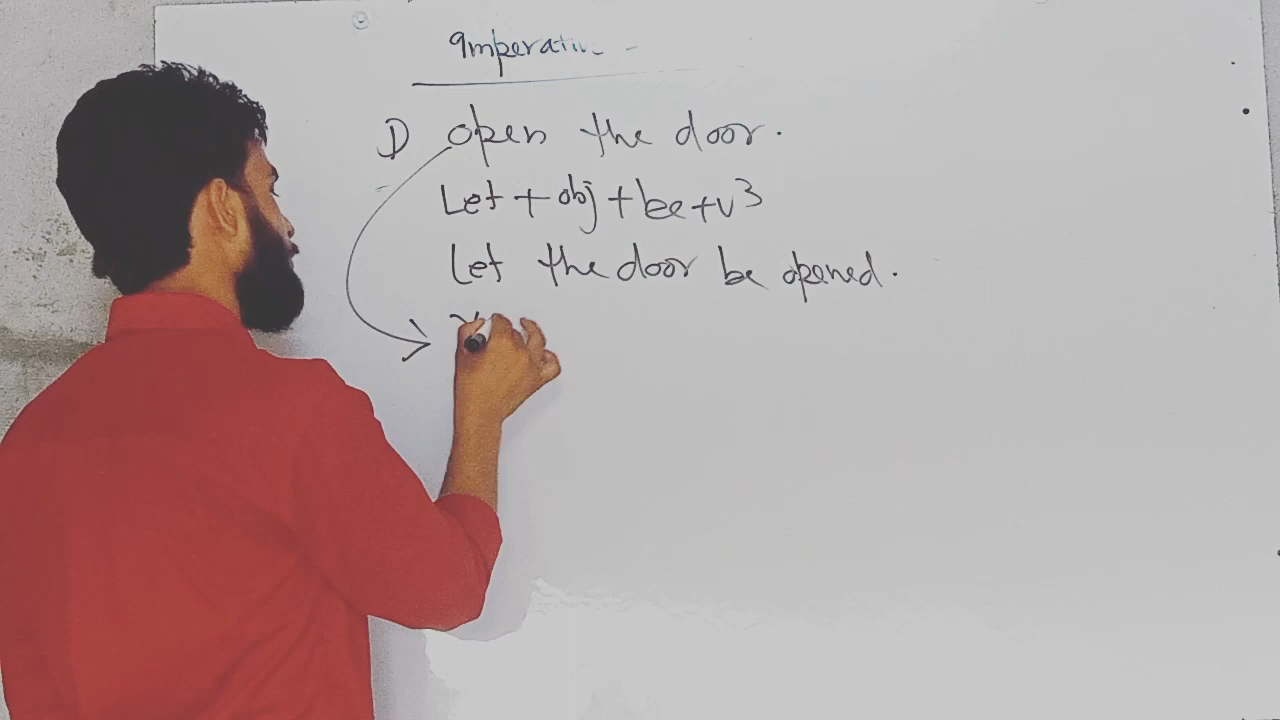 Imperative -
1) open the door.
Let + obj + be + v3
Let the door be opened.